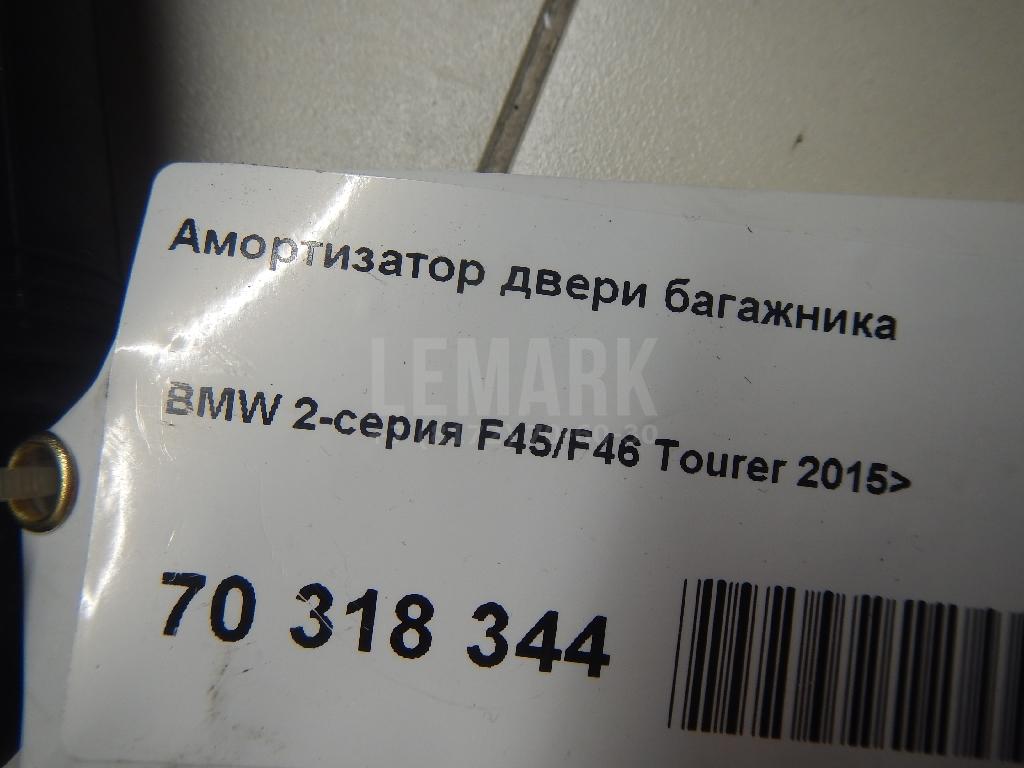 Амортизатор двери багажника
LEMARK
BMW 2-серия F45/F46 Tourer 2015>
70 318 344